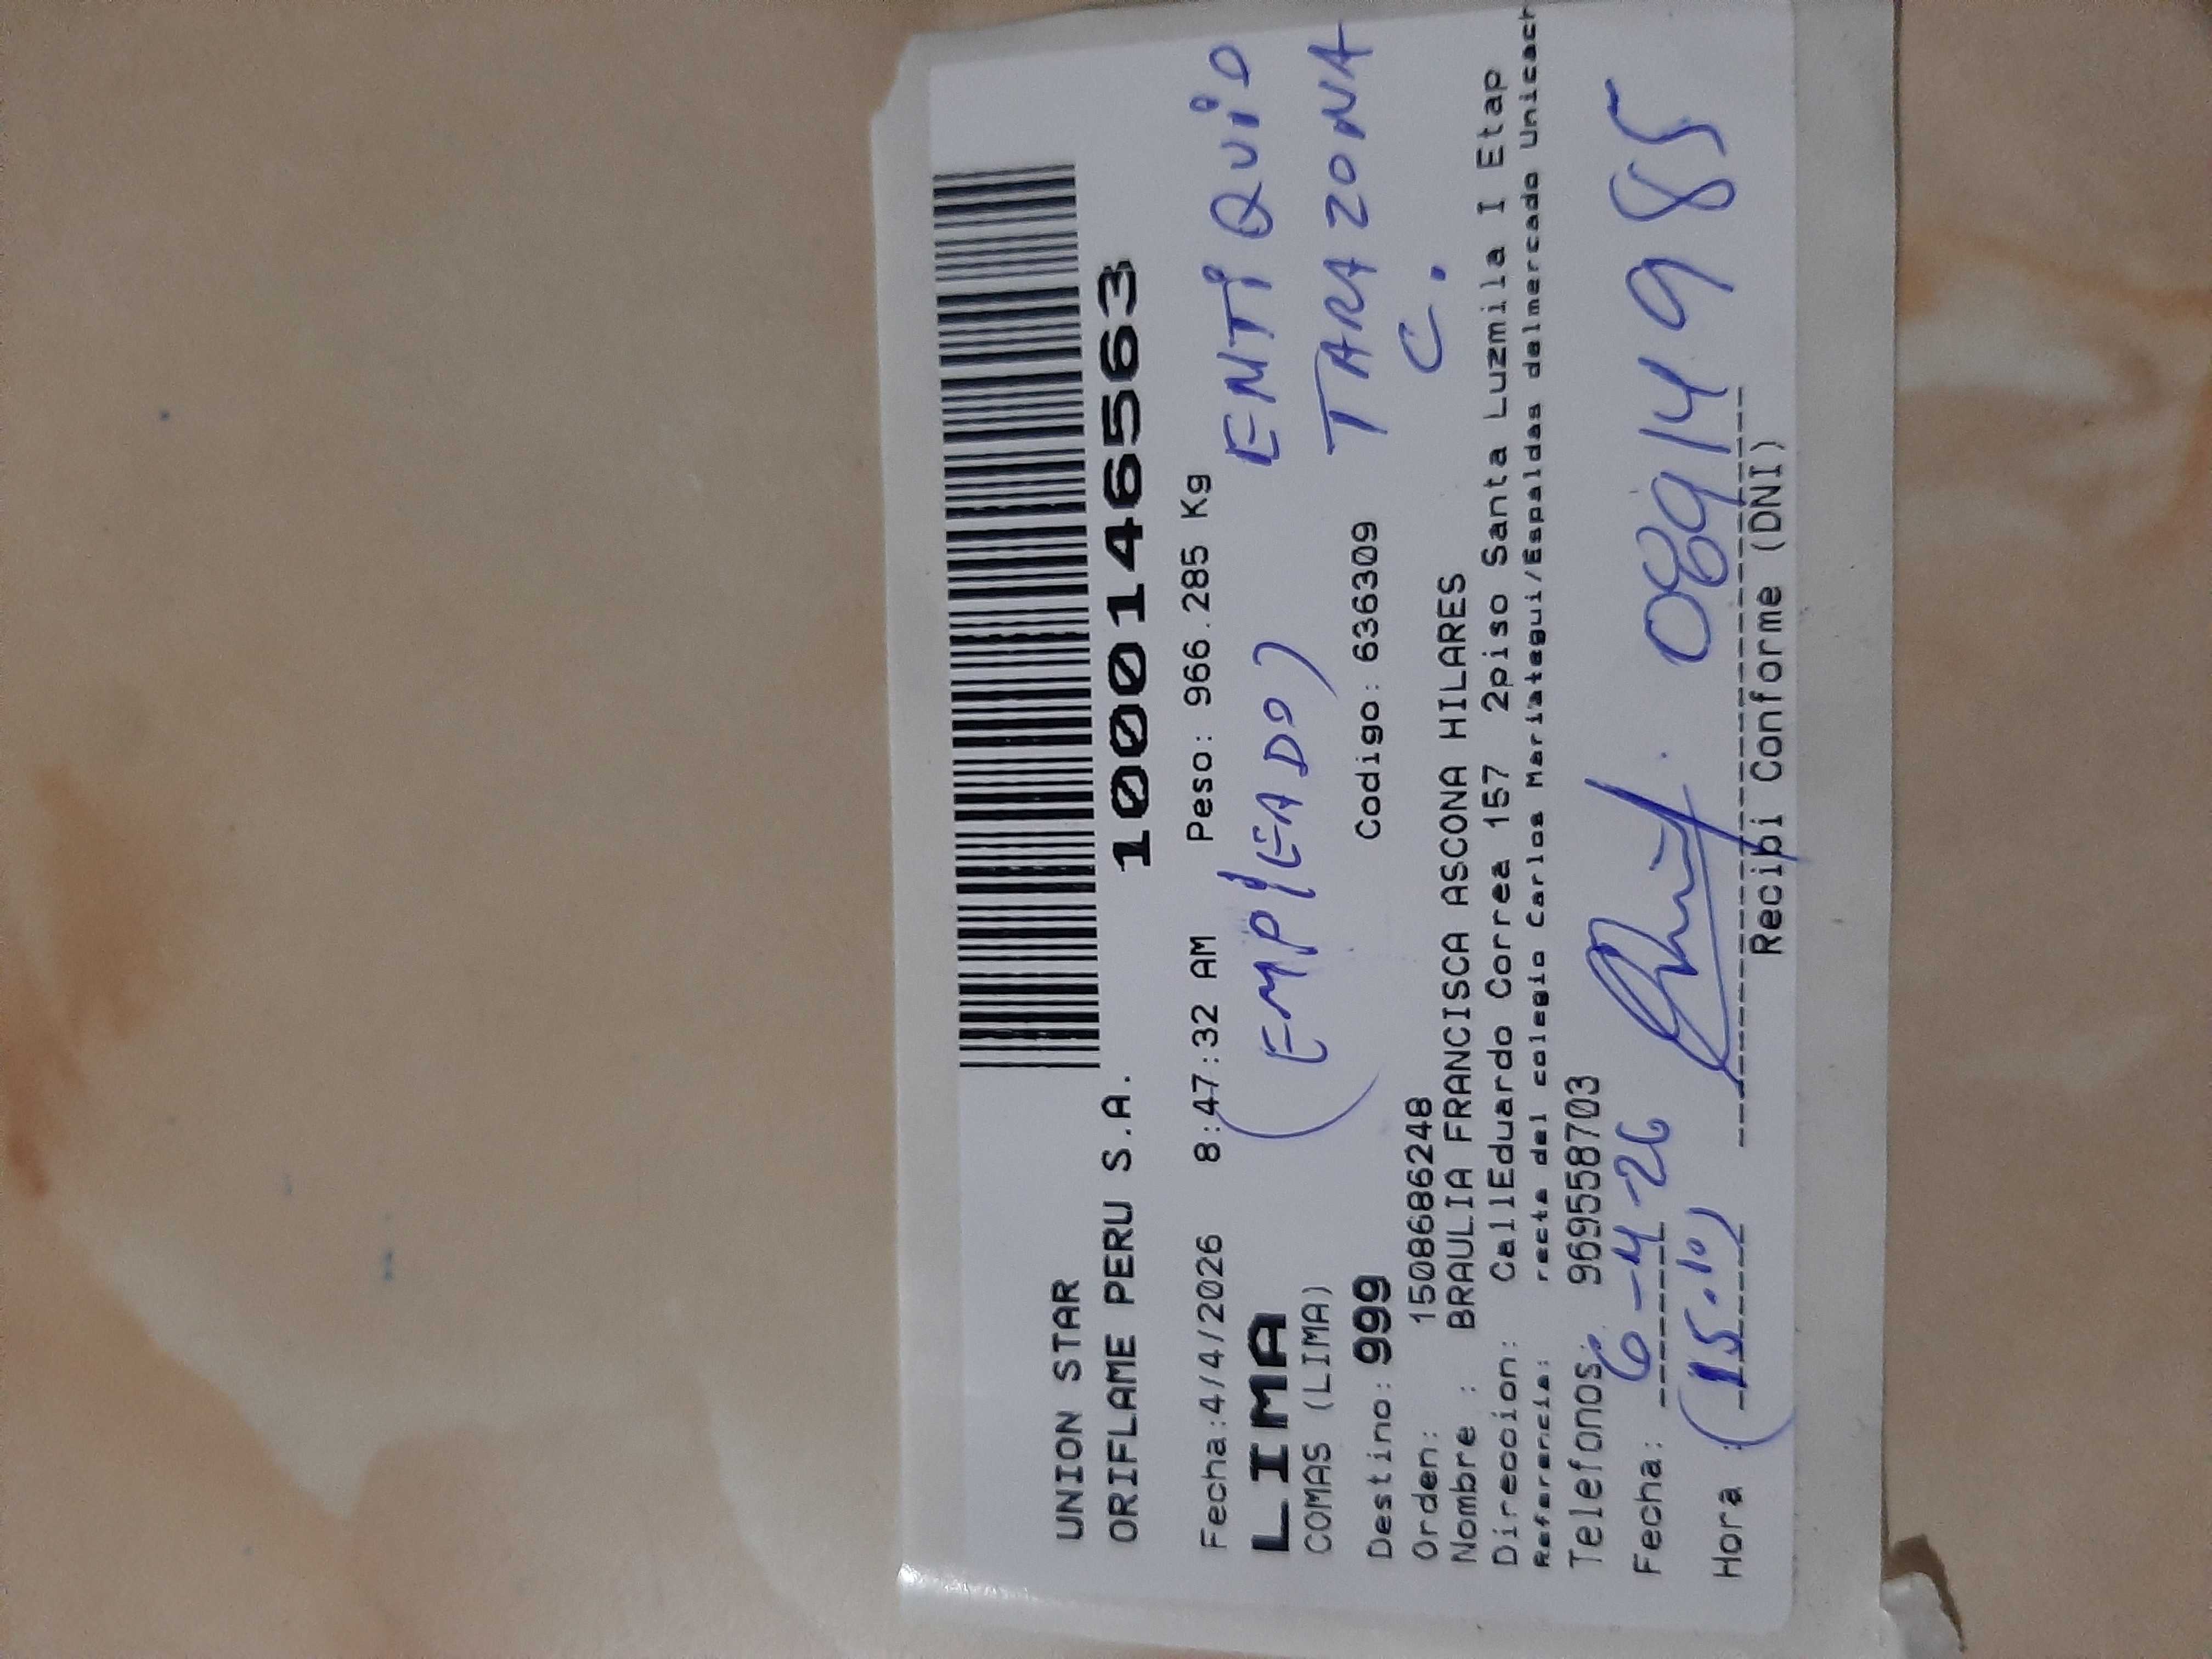 UNION STAR
ORIFLAME PERU S.A.
1000146563
Fecha:4/4/2026 8:47:32 AM Peso: 966.285 Kg
LIMA
COMAS (LIMA)
(EMPLEADO)
EMTiQUiO
TARAZONA
C.
Destino: 999 Codigo: 636309
Orden: 1508686248
Nombre : BRAULIA FRANCISCA ASCONA HILARES
Direccion: CallEduardo Correa 157 2piso Santa Luzmila I Etap
Referencia: recta del colegio Carlos Mariategui/Espaldas delmercado Unicach
Telefonos: 969558703
Fecha: 6-4-26
Hora : (15.10)
08914985
Recibi Conforme (DNI)